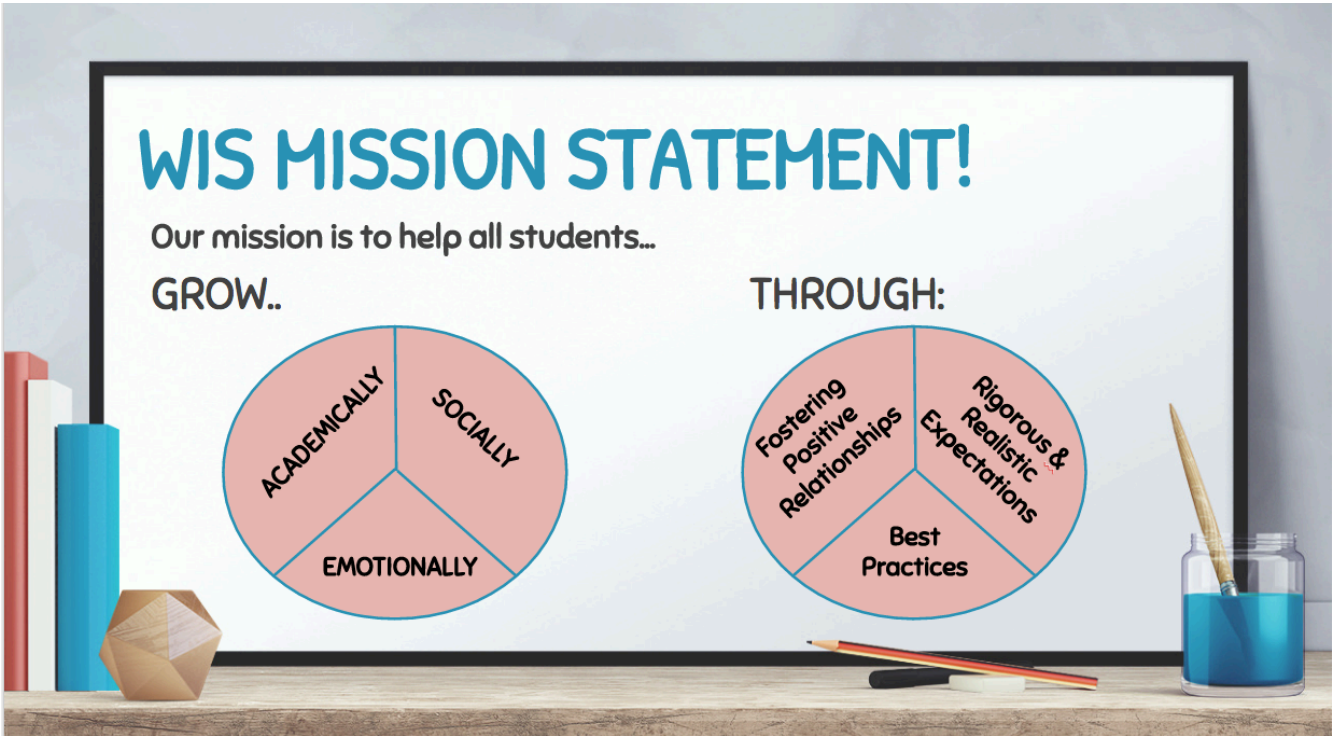 WIS MISSION STATEMENT!
Our mission is to help all students...
GROW..
ACADEMICALLY
SOCIALLY
EMOTIONALLY
THROUGH:
Fostering
Positive
Relationships
Rigorous &
Realistic
Expectations
Best
Practices